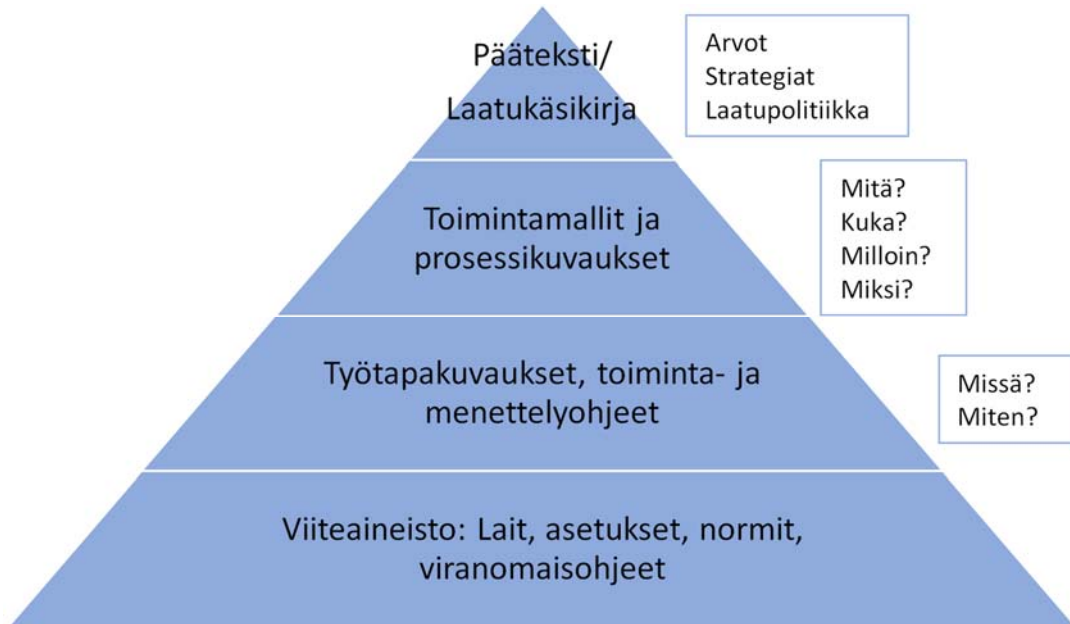 Pääteksti/
Laatukäsikirja
Arvot
Strategiat
Laatupolitiikka
Toimintamallit ja
prosessikuvaukset
Mitä?
Kuka?
Milloin?
Miksi?
Työtapakuvaukset, toiminta- ja
menettelyohjeet
Missä?
Miten?
Viiteaineisto: Lait, asetukset, normit,
viranomaisohjeet